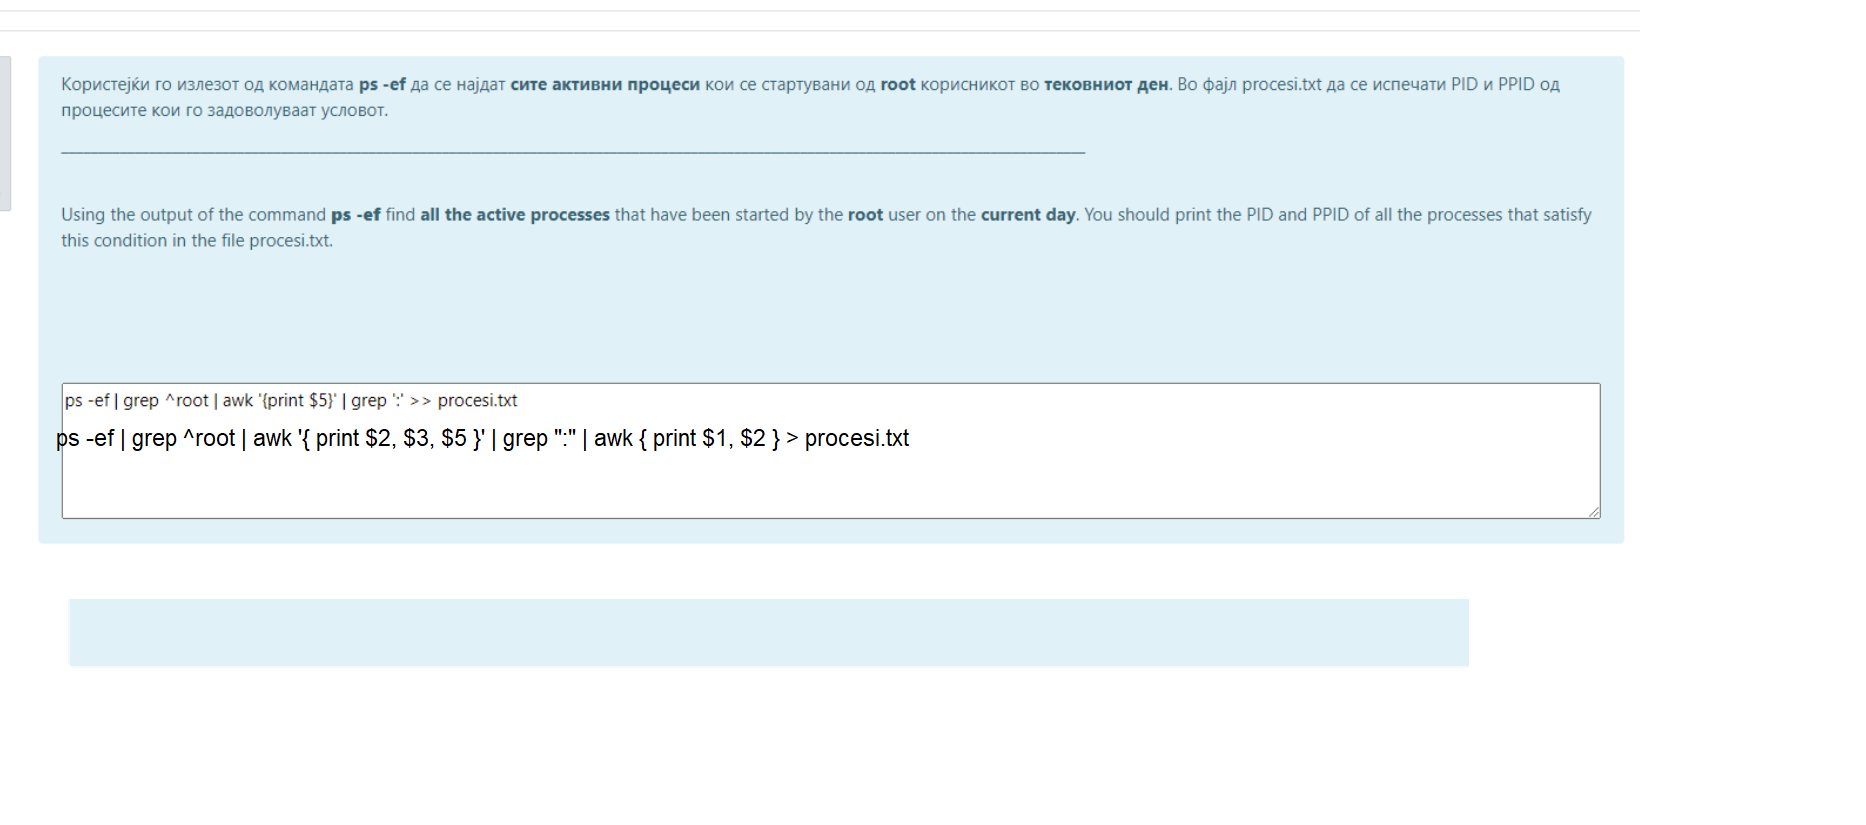 Користејќи го излезот од командата ps -ef да се најдат сите активни процеси кои се стартувани од root корисникот во тековниот ден. Во фајл procesi.txt да се испечати PID и PPID од
процесите кои го задоволуваат условот.
Using the output of the command ps -ef find all the active processes that have been started by the root user on the current day. You should print the PID and PPID of all the processes that satisfy
this condition in the file procesi.txt.
ps -ef | grep ^root | awk '{print $5}' | grep ':' >> procesi.txt
ps -ef | grep ^root | awk '{ print $2, $3, $5 }' | grep ":" | awk { print $1, $2 } > procesi.txt